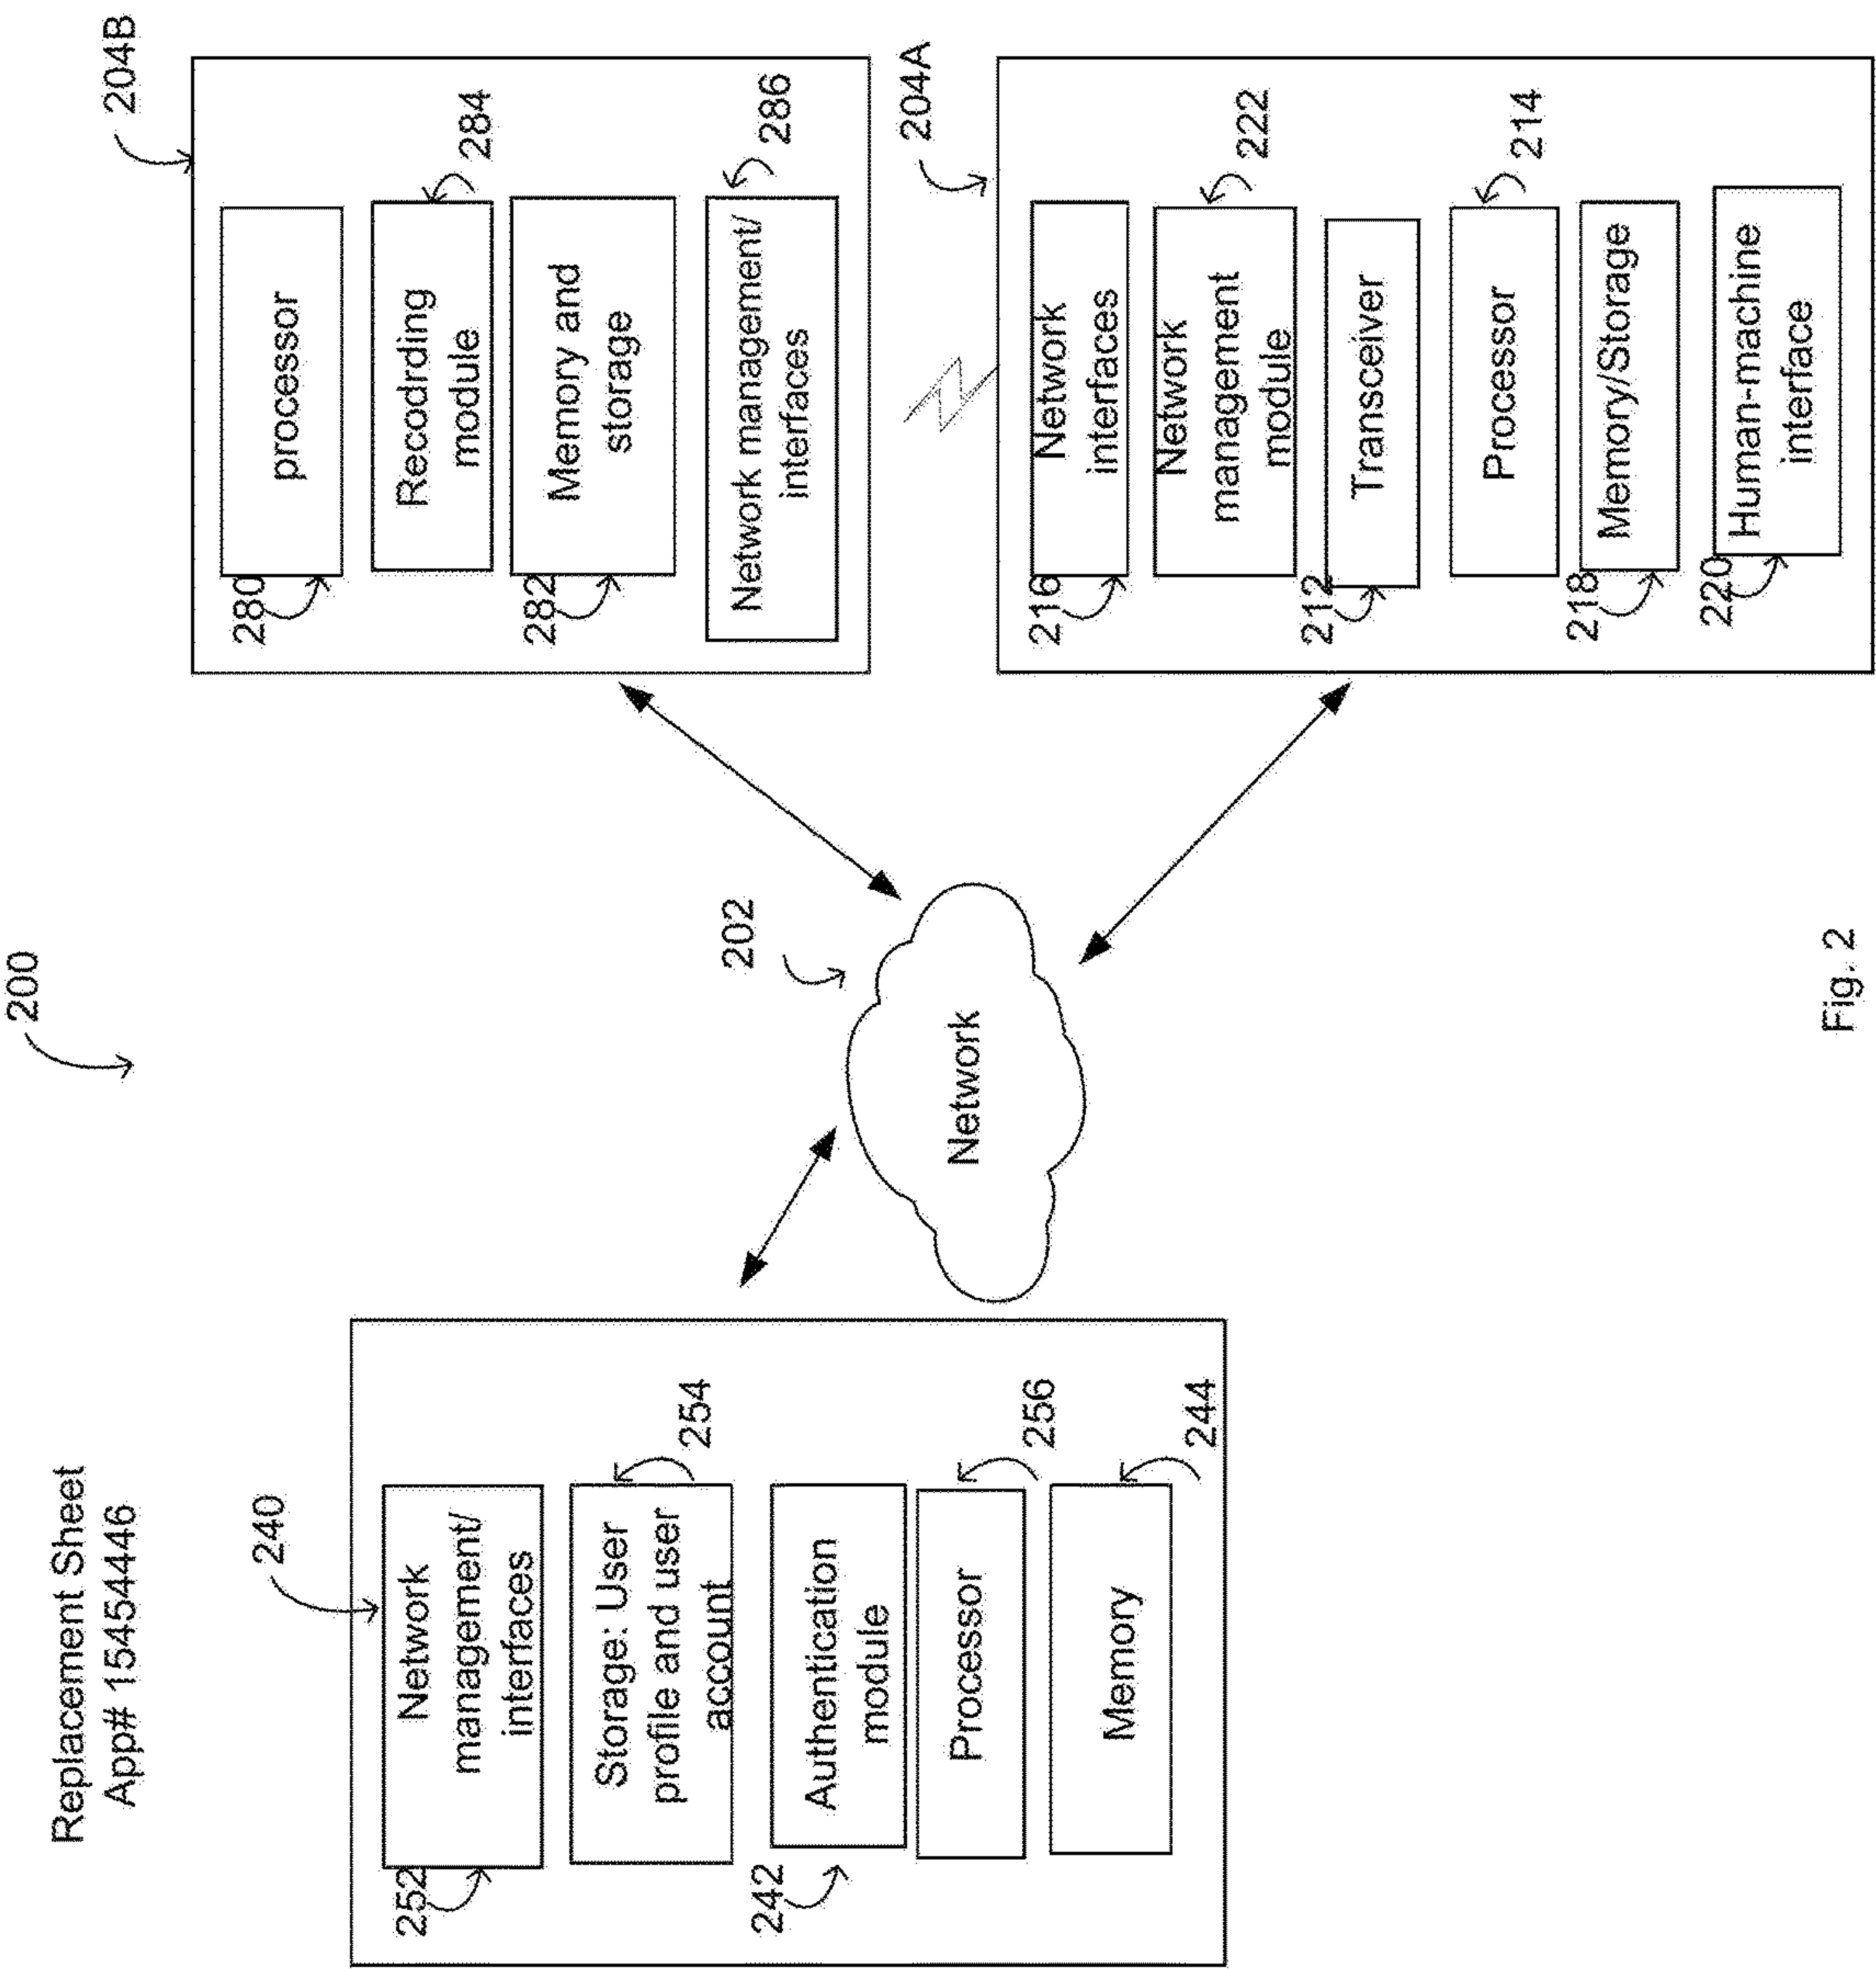 Replacement Sheet
App# 15454446
200
240
Network
management/
interfaces
252
Storage: User
profile and user
account
254
Authentication
module
242
Processor
256
Memory
244
202
Network
204B
processor
280
Recodrding
module
284
Memory and
storage
282
Network management/
interfaces
286
204A
Network
interfaces
216
Network
management
module
222
Transceiver
212
Processor
214
Memory/Storage
218
Human-machine
interface
220
Fig. 2